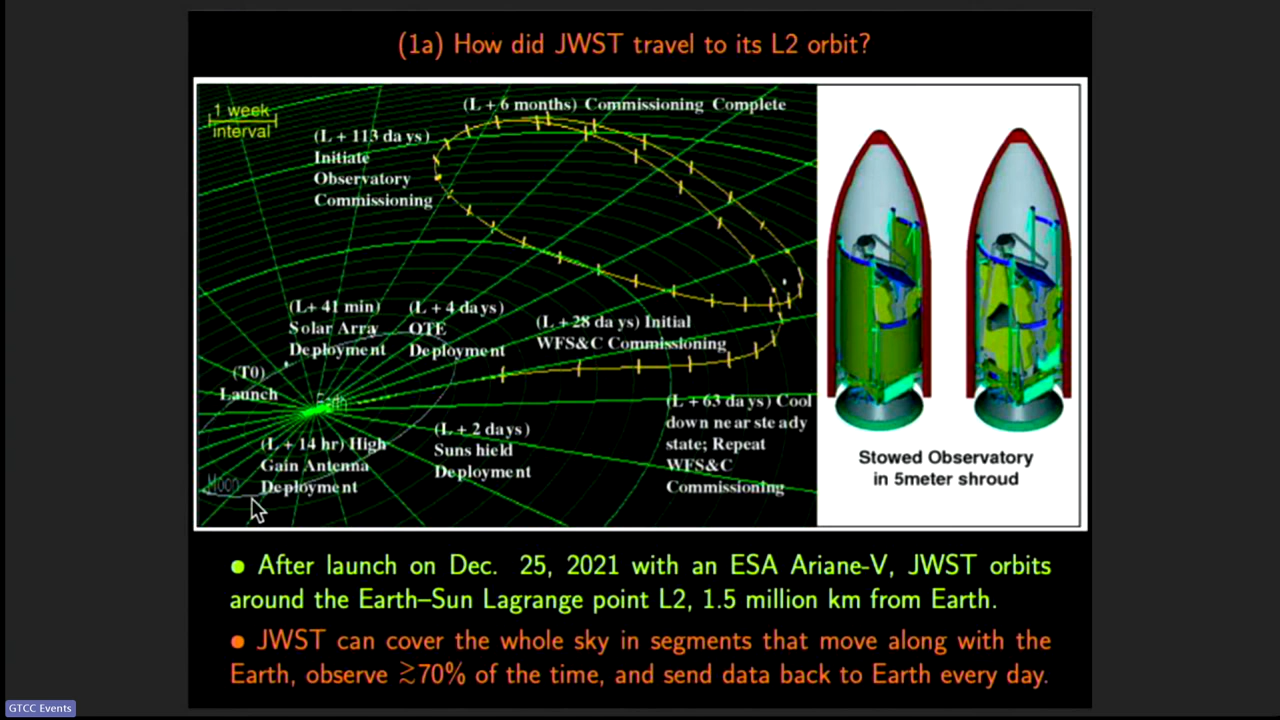 (1a) How did JWST travel to its L2 orbit?
1 week
interval
(L + 6 months) Commissioning Complete
(L + 113 da ys)
Initiate
Observatory
Commissioning
(L+ 41 min)
Solar Array
Deployment
(L + 4 days)
OTE
Deployment
(L + 28 da ys) Initial
WFS&C Commissioning
(T0)
Launch
Earth
(L + 14 hr) High
Gain Antenna
Deployment
Moon
(L + 2 days)
Suns hield
Deployment
(L + 63 da ys) Cool
down near steady
state; Repeat
WFS&C
Commissioning
Stowed Observatory
in 5meter shroud
● After launch on Dec. 25, 2021 with an ESA Ariane-V, JWST orbits
around the Earth–Sun Lagrange point L2, 1.5 million km from Earth.
● JWST can cover the whole sky in segments that move along with the
Earth, observe ≳70% of the time, and send data back to Earth every day.
GTCC Events